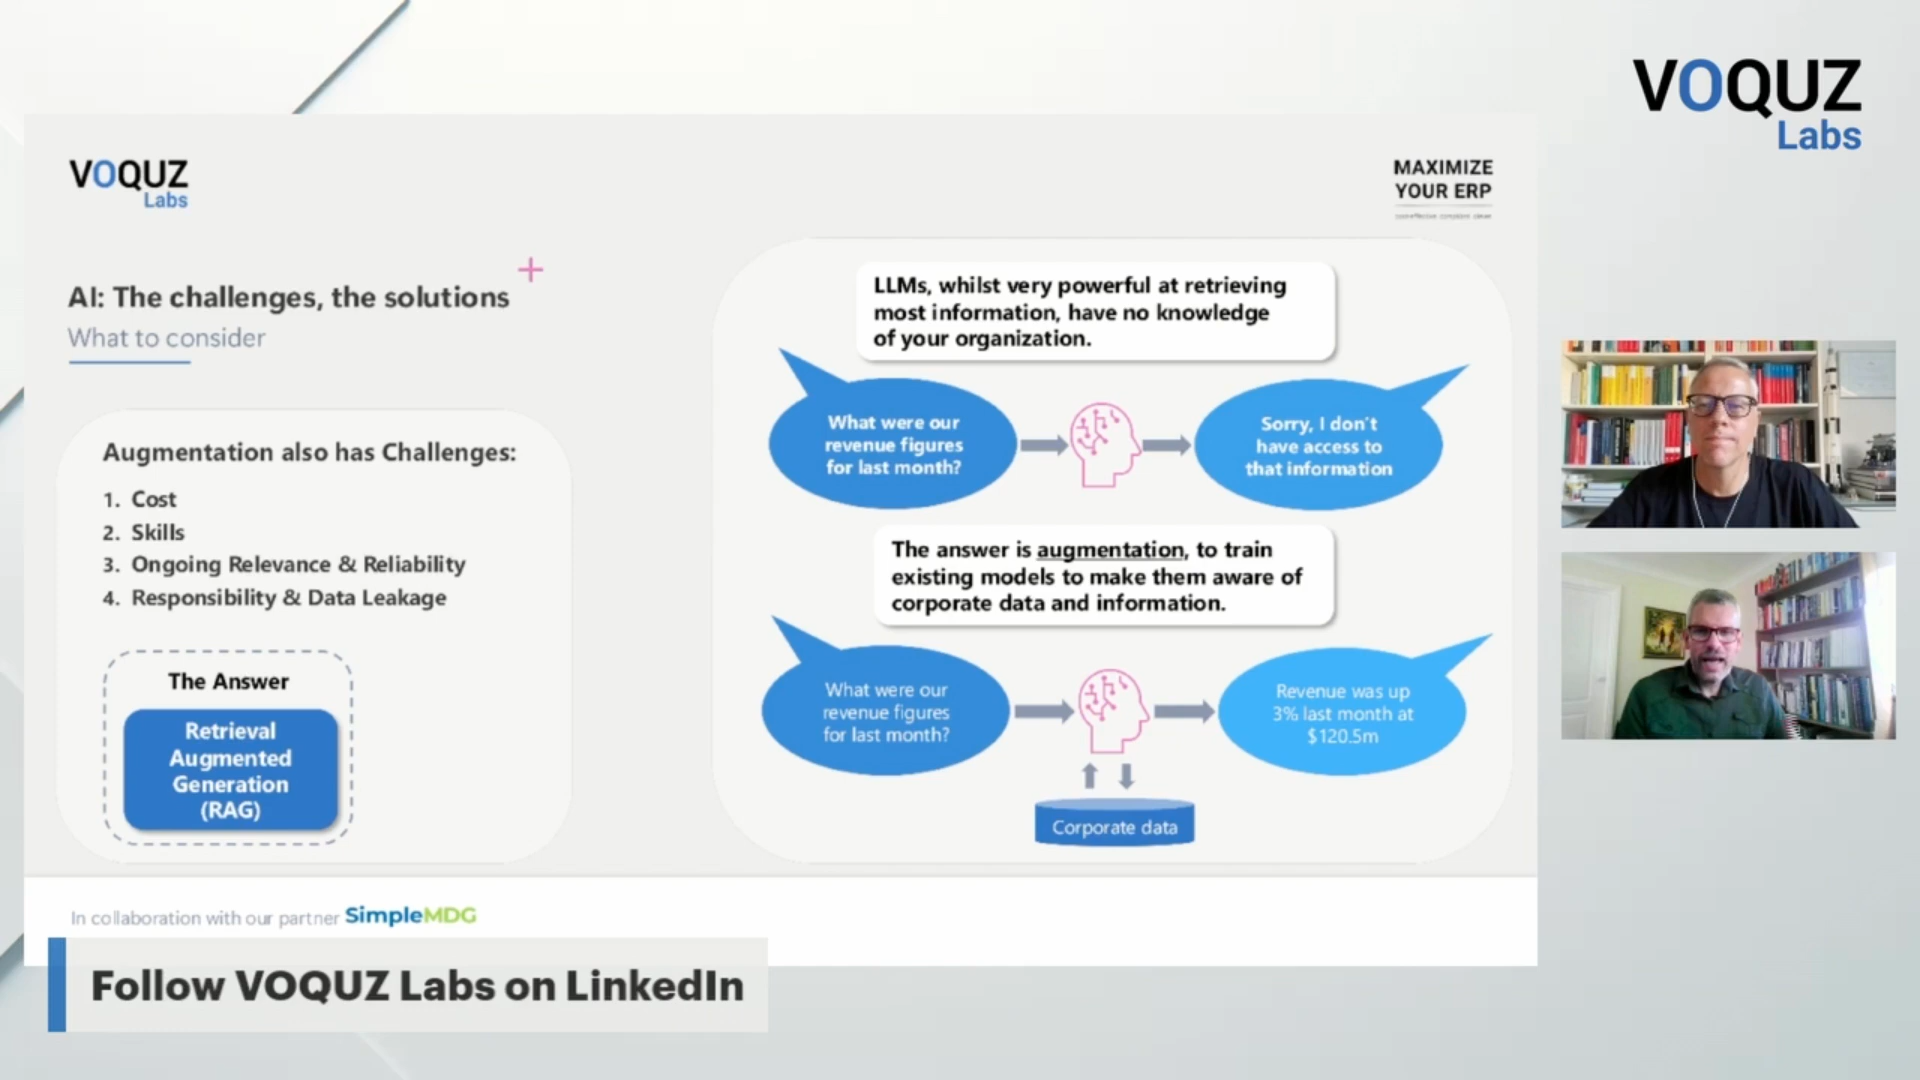 VOQUZ
Labs
VOQUZ
Labs
MAXIMIZE
YOUR ERP
AI: The challenges, the solutions
What to consider
Augmentation also has Challenges:
1. Cost
2. Skills
3. Ongoing Relevance & Reliability
4. Responsibility & Data Leakage
The Answer
Retrieval
Augmented
Generation
(RAG)
LLMs, whilst very powerful at retrieving
most information, have no knowledge
of your organization.
What were our
revenue figures
for last month?
Sorry, I don't
have access to
that information
The answer is augmentation, to train
existing models to make them aware of
corporate data and information.
What were our
revenue figures
for last month?
Revenue was up
3% last month at
$120.5m
Corporate data
In collaboration with our partner SimpleMDG
Follow VOQUZ Labs on LinkedIn